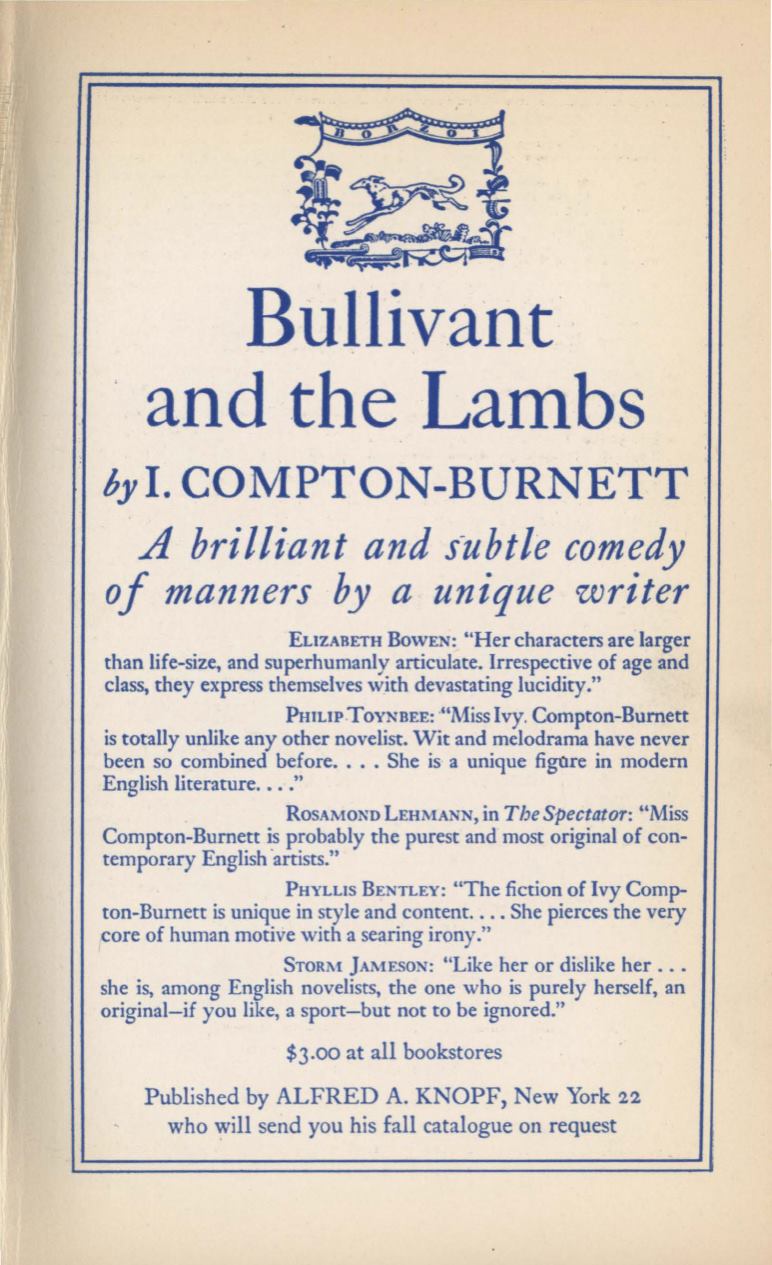 BORZOI
Bullivant
and the Lambs
by I. COMPTON-BURNETT
A brilliant and subtle comedy
of manners by a unique writer
ELIZABETH BOWEN: “Her characters are larger
than life-size, and superhumanly articulate. Irrespective of age and
class, they express themselves with devastating lucidity.”
PHILIP TOYNBEE: “Miss Ivy Compton-Burnett
is totally unlike any other novelist. Wit and melodrama have never
been so combined before. . . . She is a unique figure in modern
English literature. . . .”
ROSAMOND LEHMANN, in The Spectator: “Miss
Compton-Burnett is probably the purest and most original of con-
temporary English artists.”
PHYLLIS BENTLEY: “The fiction of Ivy Comp-
ton-Burnett is unique in style and content. . . . She pierces the very
core of human motive with a searing irony.”
STORM JAMESON: “Like her or dislike her . . .
she is, among English novelists, the one who is purely herself, an
original—if you like, a sport—but not to be ignored.”
$3.00 at all bookstores
Published by ALFRED A. KNOPF, New York 22
who will send you his fall catalogue on request